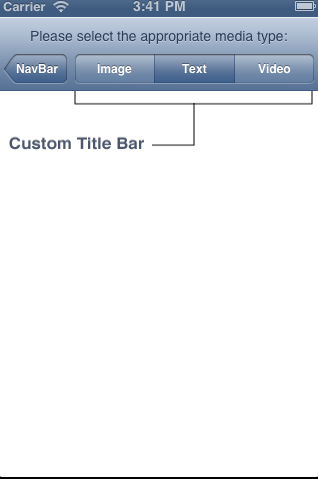 Carrier 3:41 PM
Please select the appropriate media type:
NavBar Image Text Video
Custom Title Bar